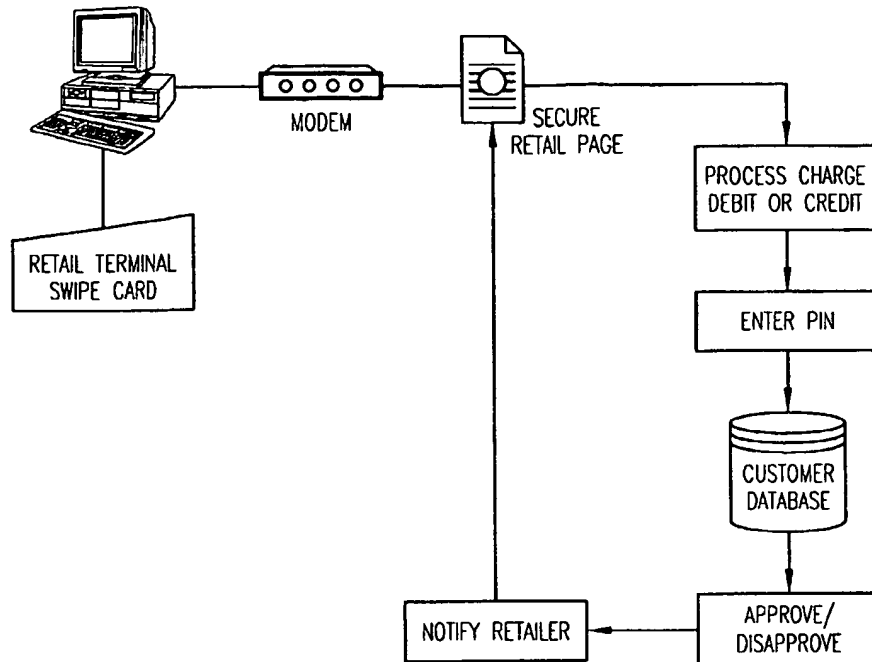 MODEM
SECURE
RETAIL PAGE
PROCESS CHARGE
DEBIT OR CREDIT
RETAIL TERMINAL
SWIPE CARD
ENTER PIN
CUSTOMER
DATABASE
APPROVE/
DISAPPROVE
NOTIFY RETAILER